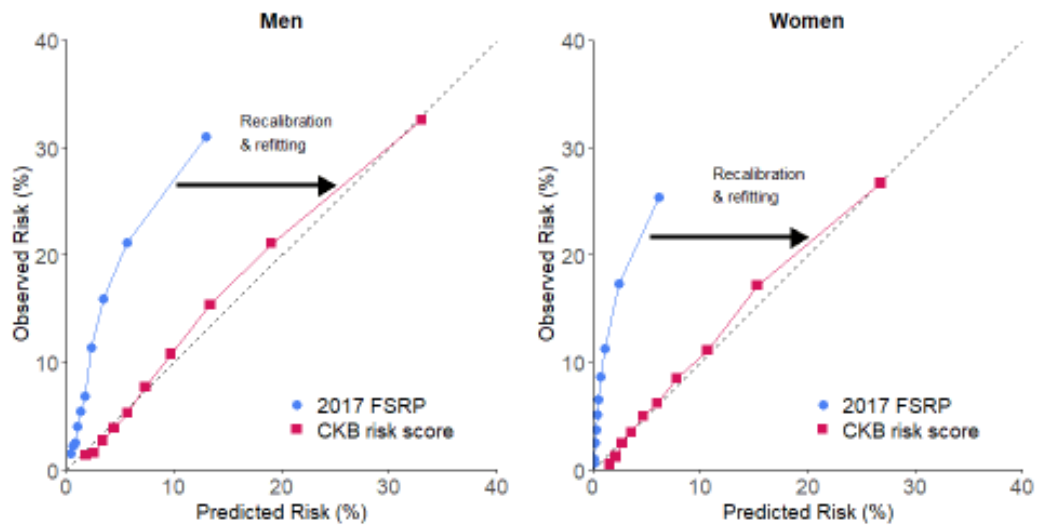 Men
Observed Risk (%)
40
30
20
10
0
Recalibration
& refitting
2017 FSRP
CKB risk score
0 10 20 30 40
Predicted Risk (%)
Women
Observed Risk (%)
40
30
20
10
0
Recalibration
& refitting
2017 FSRP
CKB risk score
0 10 20 30 40
Predicted Risk (%)